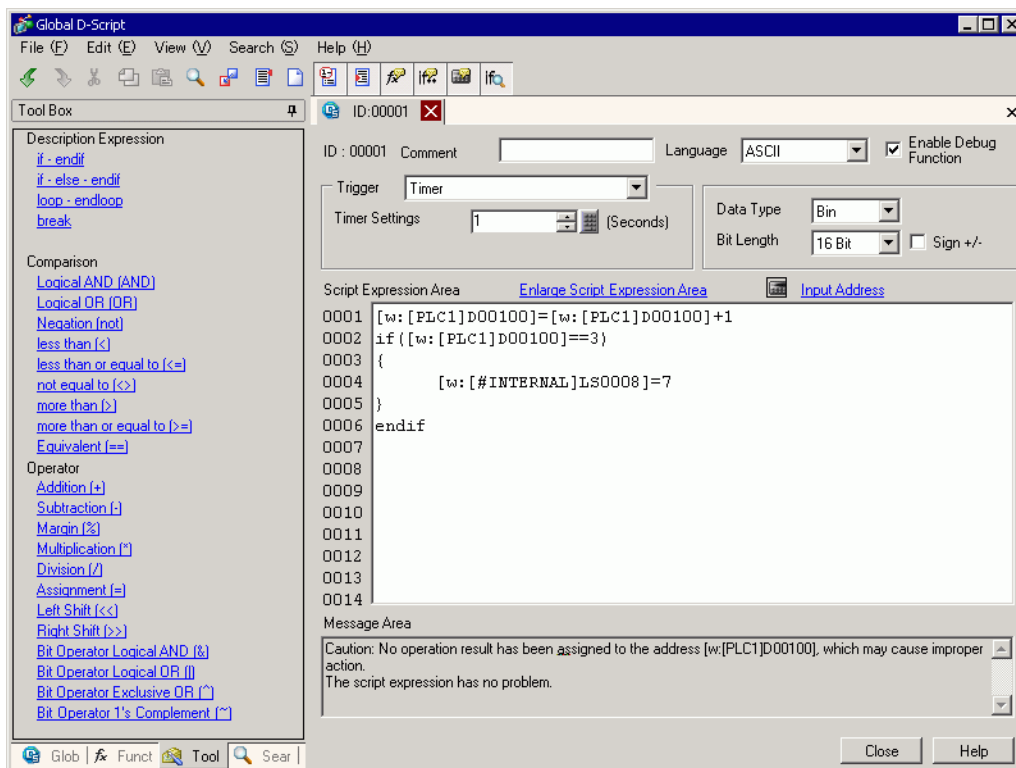 Global D-Script
File (F) Edit (E) View (V) Search (S) Help (H)
Tool Box
Description Expression
if - endif
if - else - endif
loop - endloop
break
Comparison
Logical AND (AND)
Logical OR (OR)
Negation (not)
less than (<)
less than or equal to (<=)
not equal to (<>)
more than (>)
more than or equal to (>=)
Equivalent (==)
Operator
Addition (+)
Subtraction (-)
Margin (%)
Multiplication (*)
Division (/)
Assignment (=)
Left Shift (<<)
Right Shift (>>)
Bit Operator Logical AND (&)
Bit Operator Logical OR (|)
Bit Operator Exclusive OR (^)
Bit Operator 1's Complement (~)
Glob fx Funct Tool Sear
ID:00001
ID : 00001 Comment Language ASCII Enable Debug Function
Trigger Timer
Timer Settings 1 (Seconds)
Data Type Bin
Bit Length 16 Bit Sign +/-
Script Expression Area Enlarge Script Expression Area Input Address
0001 [w:[PLC1]D00100]=[w:[PLC1]D00100]+1
0002 if([w:[PLC1]D00100]==3)
0003 {
0004 [w:[#INTERNAL]LS0008]=7
0005 }
0006 endif
0007
0008
0009
0010
0011
0012
0013
0014
Message Area
Caution: No operation result has been assigned to the address [w:[PLC1]D00100], which may cause improper
action.
The script expression has no problem.
Close Help